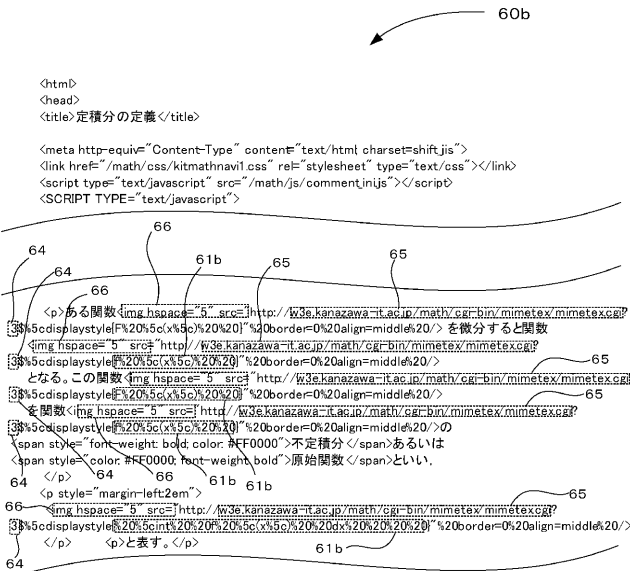 60b
<html>
<head>
<title>定積分の定義</title>
<meta http-equiv="Content-Type" content="text/html; charset=shift_jis">
<link href="/math/css/kitmathnavi1.css" rel="stylesheet" type="text/css"></link>
<script type="text/javascript" src="/math/js/comment_ini.js"></script>
<SCRIPT TYPE="text/javascript">
66
64
61b
65
65
64
66
<p>ある関数<img hspace="5" src="http://w3e.kanazawa-it.ac.jp/math/cgi-bin/mimetex/mimetex.cgi?
3$%5cdisplaystyle{F%20%5c(x%5c)%20%20}"%20border=0%20align=middle%20/> を微分すると関数
<img hspace="5" src="http://w3e.kanazawa-it.ac.jp/math/cgi-bin/mimetex/mimetex.cgi?
3$%5cdisplaystyle{f%20%5c(x%5c)%20%20}"%20border=0%20align=middle%20/>
65
となる。この関数<img hspace="5" src="http://w3e.kanazawa-it.ac.jp/math/cgi-bin/mimetex/mimetex.cgi?
3$%5cdisplaystyle{F%20%5c(x%5c)%20%20}"%20border=0%20align=middle%20/>
65
を関数<img hspace="5" src="http://w3e.kanazawa-it.ac.jp/math/cgi-bin/mimetex/mimetex.cgi?
3$%5cdisplaystyle{f%20%5c(x%5c)%20%20}"%20border=0%20align=middle%20/>の
<span style="font-weight: bold; color: #FF0000">不定積分</span>あるいは
<span style="color: #FF0000; font-weight: bold">原始関数</span>といい，
64
64
66
61b
61b
</p>
<p style="margin-left:2em">
65
66
<img hspace="5" src="http://w3e.kanazawa-it.ac.jp/math/cgi-bin/mimetex/mimetex.cgi?
3$%5cdisplaystyle{%20%5cint%20%20f%20%5c(x%5c)%20%20dx%20%20%20%20}"%20border=0%20align=middle%20/>
</p> <p>と表す。</p>
64
61b